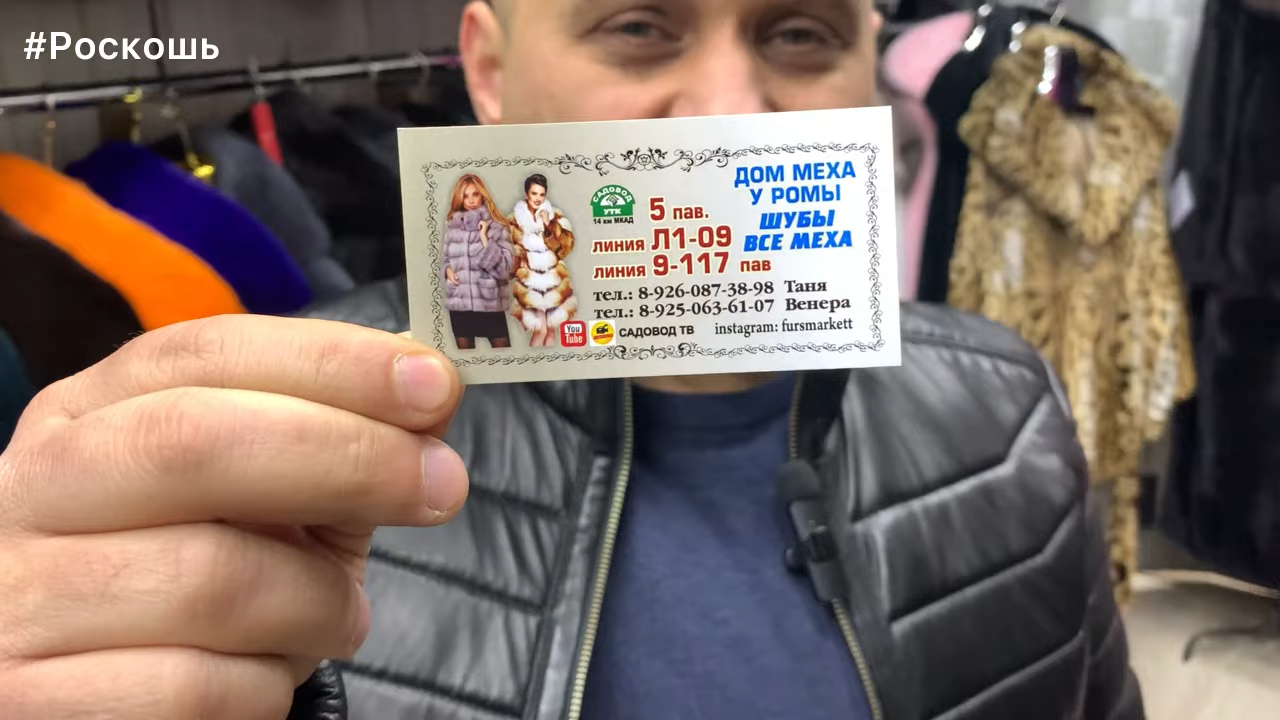 #Роскошь
САДОВОД
УТК
14 км МКАД
5 пав.
линия Л1-09
линия 9-117 пав
ДОМ МЕХА
У РОМЫ
ШУБЫ
ВСЕ МЕХА
тел.: 8-926-087-38-98 Таня
тел.: 8-925-063-61-07 Венера
You
Tube
САДОВОД ТВ
instagram: fursmarkett